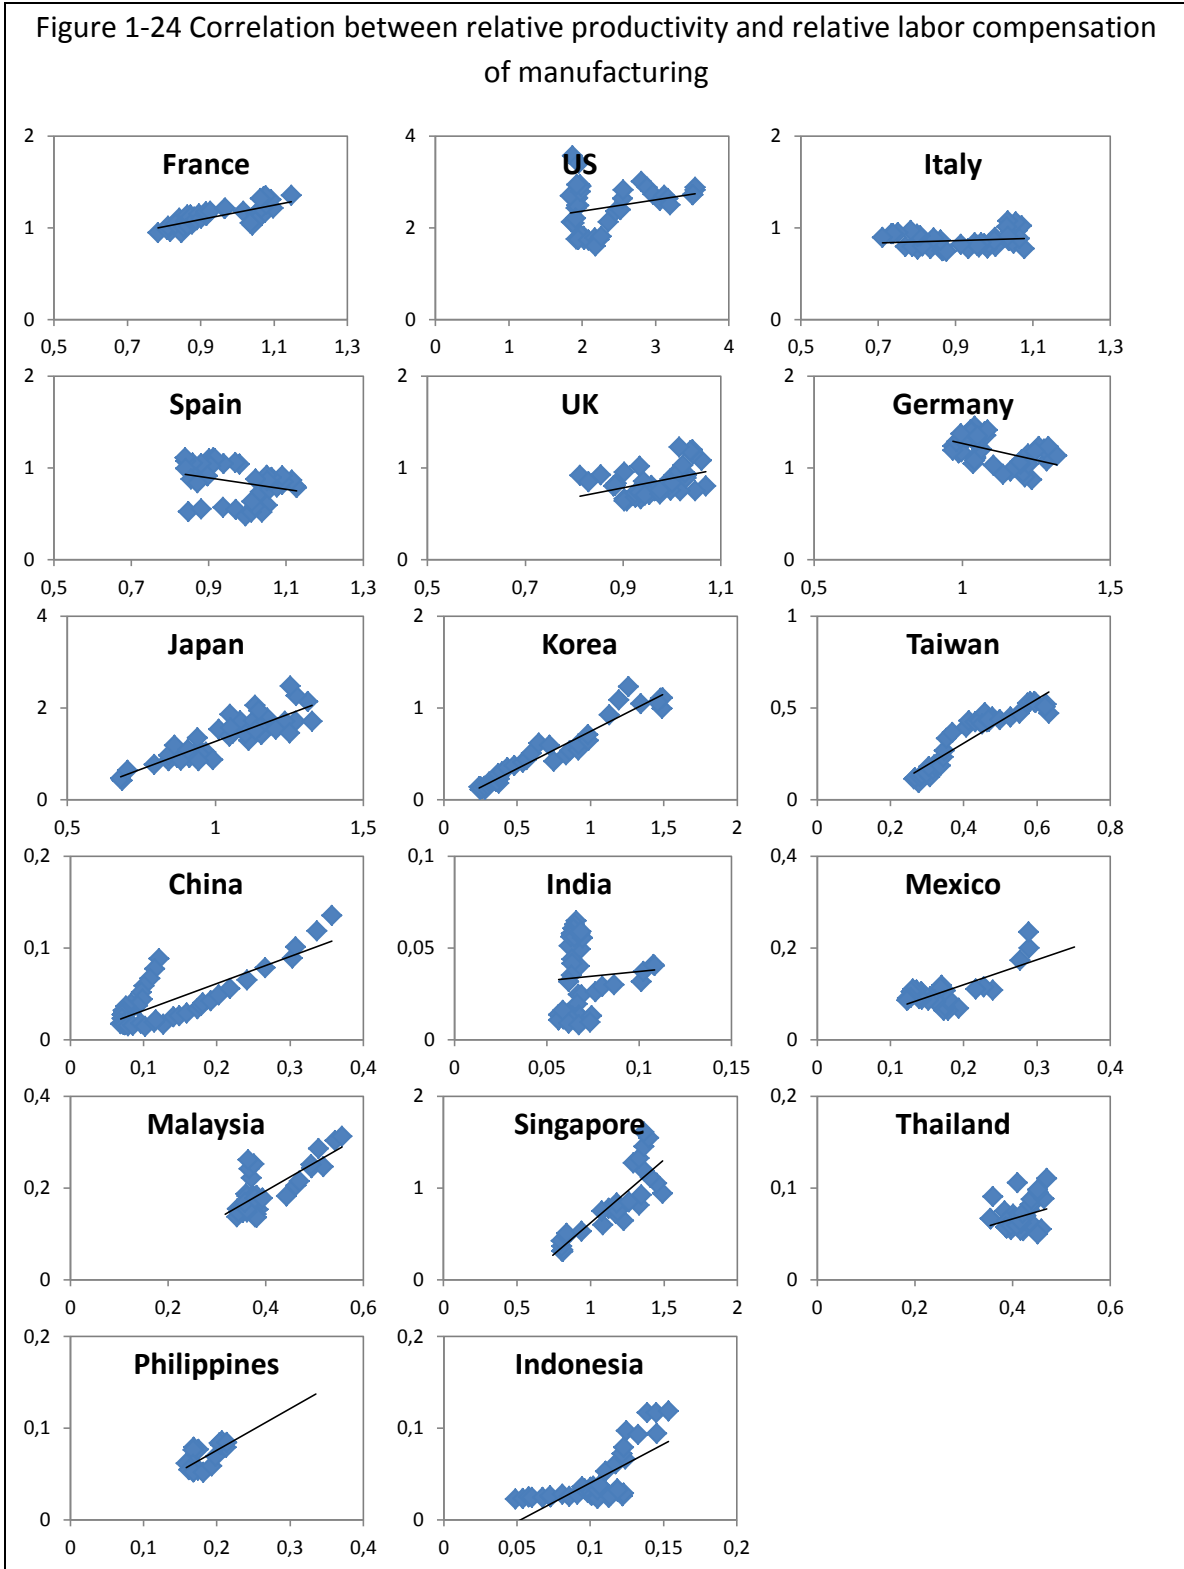 Figure 1-24 Correlation between relative productivity and relative labor compensation
of manufacturing
France
2
1
0
0,5 0,7 0,9 1,1 1,3
US
4
2
0
0 1 2 3 4
Italy
2
1
0
0,5 0,7 0,9 1,1 1,3
Spain
2
1
0
0,5 0,7 0,9 1,1 1,3
UK
2
1
0
0,5 0,7 0,9 1,1
Germany
2
1
0
0,5 1 1,5
Japan
4
2
0
0,5 1 1,5
Korea
2
1
0
0 0,5 1 1,5 2
Taiwan
1
0,5
0
0 0,2 0,4 0,6 0,8
China
0,2
0,1
0
0 0,1 0,2 0,3 0,4
India
0,1
0,05
0
0 0,05 0,1 0,15
Mexico
0,4
0,2
0
0 0,1 0,2 0,3 0,4
Malaysia
0,4
0,2
0
0 0,2 0,4 0,6
Singapore
2
1
0
0 0,5 1 1,5 2
Thailand
0,2
0,1
0
0 0,2 0,4 0,6
Philippines
0,2
0,1
0
0 0,1 0,2 0,3 0,4
Indonesia
0,2
0,1
0
0 0,05 0,1 0,15 0,2